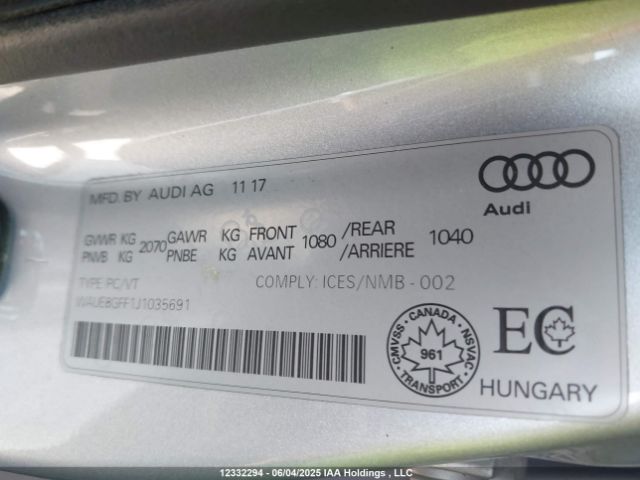 MFD. BY AUDI AG 11 17
Audi
GVWR KG 2070 GAWR KG FRONT 1080 /REAR 1040
PNVB KG PNBE KG AVANT /ARRIERE
TYPE PC/VT
COMPLY: ICES/NMB - 002
WAUE8GFF1J1035691
CMVSS · CANADA · NSVAC
961
TRANSPORT
EC
HUNGARY
12332294 - 06/04/2025 IAA Holdings , LLC